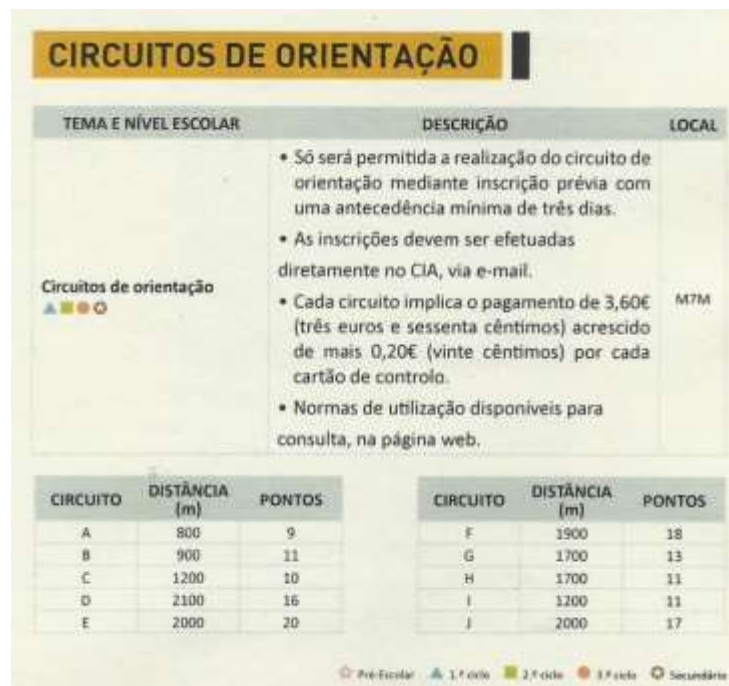 CIRCUITOS DE ORIENTAÇÃO
TEMA E NÍVEL ESCOLAR DESCRIÇÃO LOCAL
Circuitos de orientação
• Só será permitida a realização do circuito de
orientação mediante inscrição prévia com
uma antecedência mínima de três dias.
• As inscrições devem ser efetuadas
diretamente no CIA, via e-mail.
• Cada circuito implica o pagamento de 3,60€
(três euros e sessenta cêntimos) acrescido
de mais 0,20€ (vinte cêntimos) por cada
cartão de controlo.
• Normas de utilização disponíveis para
consulta, na página web.
M7M
CIRCUITO DISTÂNCIA (m) PONTOS
A 800 9
B 900 11
C 1200 10
D 2100 16
E 2000 20
CIRCUITO DISTÂNCIA (m) PONTOS
F 1900 18
G 1700 13
H 1700 11
I 1200 11
J 2000 17
Pré-Escolar 1.º ciclo 2.º ciclo 3.º ciclo Secundário